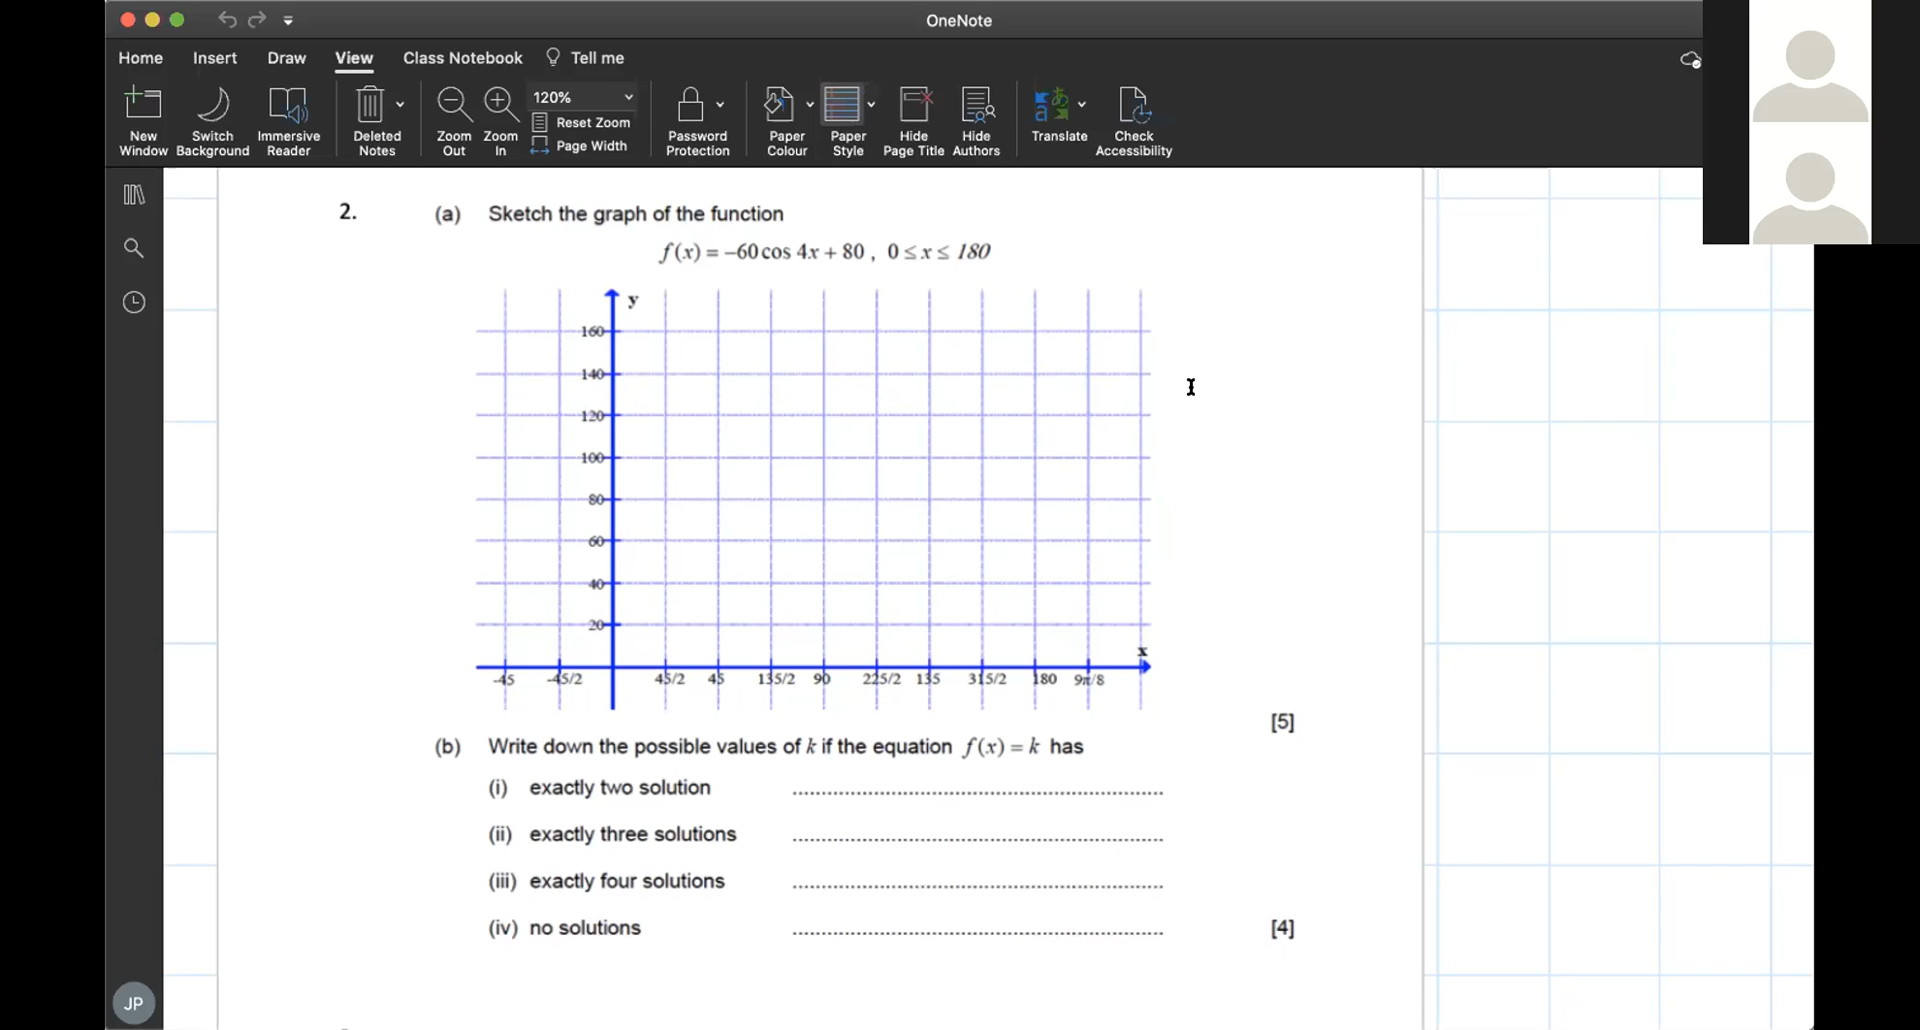 OneNote
Home Insert Draw View Class Notebook Tell me
120%
Reset Zoom
Page Width
New Window
Switch Background
Immersive Reader
Deleted Notes
Zoom Out
Zoom In
Password Protection
Paper Colour
Paper Style
Hide Page Title
Hide Authors
Translate
Check Accessibility
2. (a) Sketch the graph of the function
f(x) = −60 cos 4x + 80 , 0 ≤ x ≤ 180
y
160
140
120
100
80
60
40
20
x
-45 -45/2 45/2 45 135/2 90 225/2 135 315/2 180 9π/8
[5]
(b) Write down the possible values of k if the equation f(x) = k has
(i) exactly two solution ..............................................................
(ii) exactly three solutions ..............................................................
(iii) exactly four solutions ..............................................................
(iv) no solutions .............................................................. [4]
JP